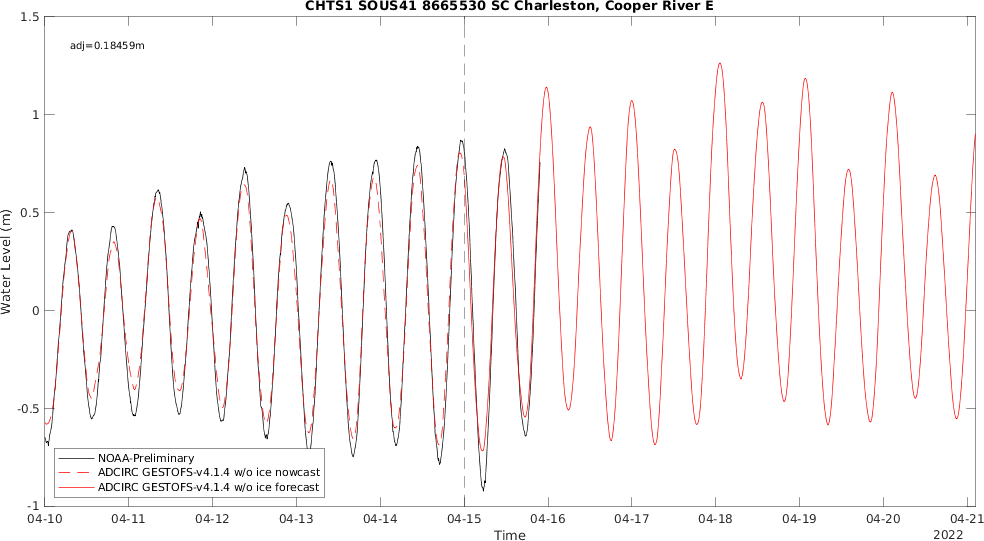 CHTS1 SOUS41 8665530 SC Charleston, Cooper River E
1.5
adj=0.18459m
1
0.5
0
-0.5
-1
Water Level (m)
NOAA-Preliminary
ADCIRC GESTOFS-v4.1.4 w/o ice nowcast
ADCIRC GESTOFS-v4.1.4 w/o ice forecast
04-10 04-11 04-12 04-13 04-14 04-15 04-16 04-17 04-18 04-19 04-20 04-21
Time
2022